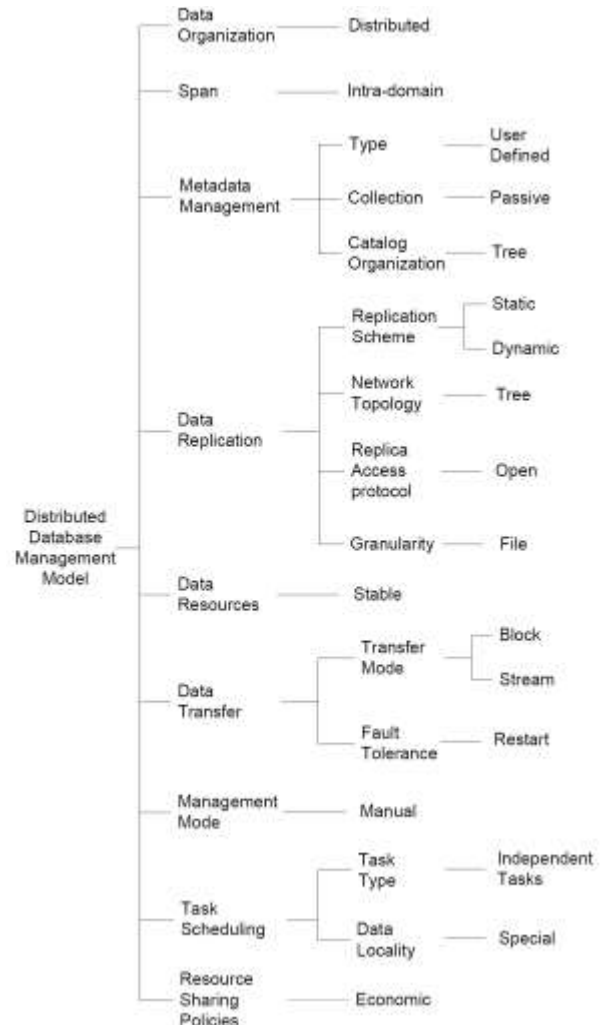 Data
Organization
Distributed
Span
Intra-domain
Metadata
Management
Type
User
Defined
Collection
Passive
Catalog
Organization
Tree
Data
Replication
Replication
Scheme
Static
Dynamic
Network
Topology
Tree
Replica
Access
protocol
Open
Granularity
File
Distributed
Database
Management
Model
Data
Resources
Stable
Data
Transfer
Transfer
Mode
Block
Stream
Fault
Tolerance
Restart
Management
Mode
Manual
Task
Scheduling
Task
Type
Independent
Tasks
Data
Locality
Special
Resource
Sharing
Policies
Economic